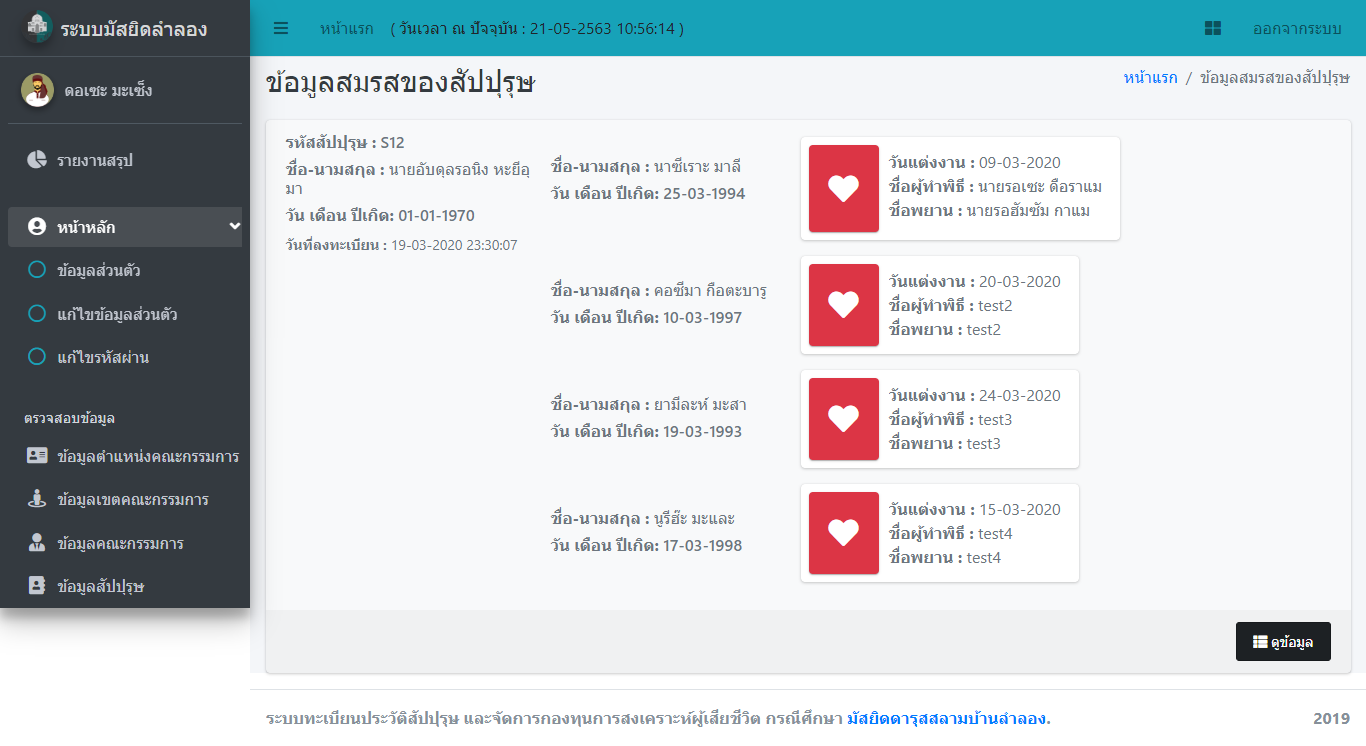 ระบบมัสยิดลำลอง
หน้าแรก ( วันเวลา ณ ปัจจุบัน : 21-05-2563 10:56:14 )
ออกจากระบบ
ดอเซะ มะเซ็ง
รายงานสรุป
หน้าหลัก
ข้อมูลส่วนตัว
แก้ไขข้อมูลส่วนตัว
แก้ไขรหัสผ่าน
ตรวจสอบข้อมูล
ข้อมูลตำแหน่งคณะกรรมการ
ข้อมูลเขตคณะกรรมการ
ข้อมูลคณะกรรมการ
ข้อมูลสัปปุรุษ
ข้อมูลสมรสของสัปปุรุษ
หน้าแรก / ข้อมูลสมรสของสัปปุรุษ
รหัสสัปปุรุษ : S12
ชื่อ-นามสกุล : นายอับดุลรอนิง หะยีอุ
มา
วัน เดือน ปีเกิด: 01-01-1970
วันที่ลงทะเบียน : 19-03-2020 23:30:07
ชื่อ-นามสกุล : นาซีเราะ มาลี
วัน เดือน ปีเกิด: 25-03-1994
วันแต่งงาน : 09-03-2020
ชื่อผู้ทำพิธี : นายรอเซะ ดือราแม
ชื่อพยาน : นายรอฮัมซัม กาแม
ชื่อ-นามสกุล : คอซีมา กือตะบารู
วัน เดือน ปีเกิด: 10-03-1997
วันแต่งงาน : 20-03-2020
ชื่อผู้ทำพิธี : test2
ชื่อพยาน : test2
ชื่อ-นามสกุล : ยามีละห์ มะสา
วัน เดือน ปีเกิด: 19-03-1993
วันแต่งงาน : 24-03-2020
ชื่อผู้ทำพิธี : test3
ชื่อพยาน : test3
ชื่อ-นามสกุล : นูรีฮ๊ะ มะและ
วัน เดือน ปีเกิด: 17-03-1998
วันแต่งงาน : 15-03-2020
ชื่อผู้ทำพิธี : test4
ชื่อพยาน : test4
ดูข้อมูล
ระบบทะเบียนประวัติสัปปุรุษ และจัดการกองทุนการสงเคราะห์ผู้เสียชีวิต กรณีศึกษา มัสยิดดารุสสลามบ้านลำลอง.
2019